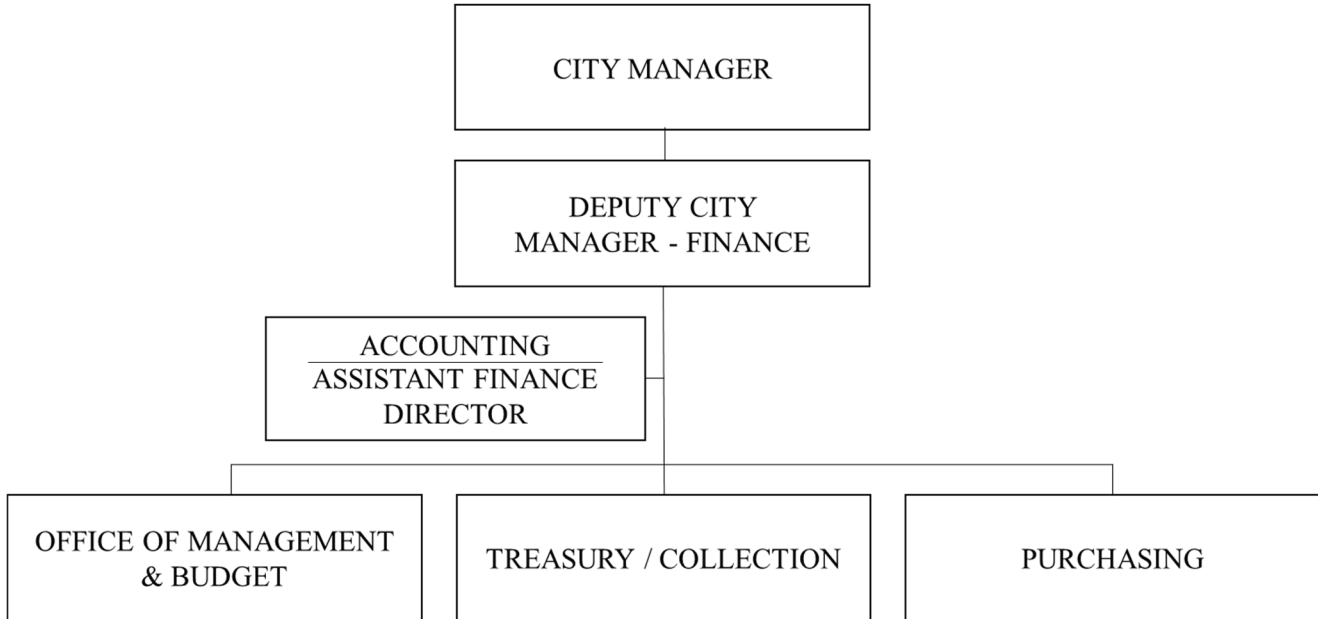 CITY MANAGER
DEPUTY CITY
MANAGER - FINANCE
ACCOUNTING
ASSISTANT FINANCE
DIRECTOR
OFFICE OF MANAGEMENT
& BUDGET
TREASURY / COLLECTION
PURCHASING